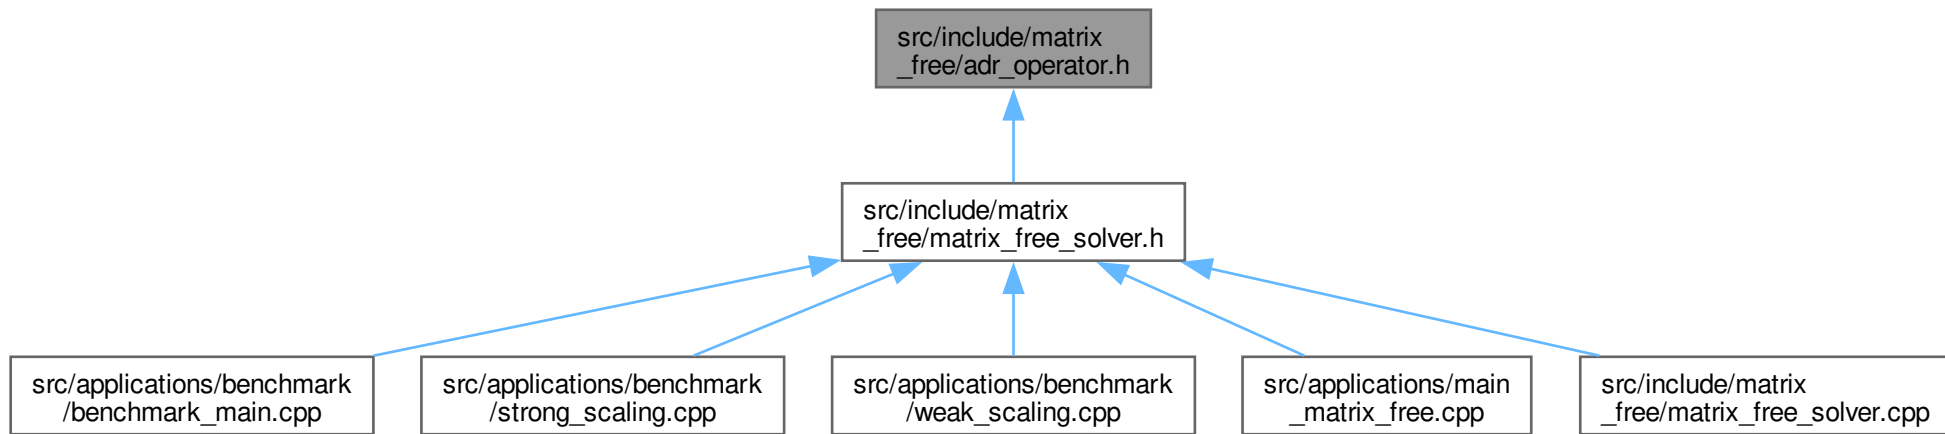 src/include/matrix
_free/adr_operator.h
src/include/matrix
_free/matrix_free_solver.h
src/applications/benchmark
/benchmark_main.cpp
src/applications/benchmark
/strong_scaling.cpp
src/applications/benchmark
/weak_scaling.cpp
src/applications/main
_matrix_free.cpp
src/include/matrix
_free/matrix_free_solver.cpp